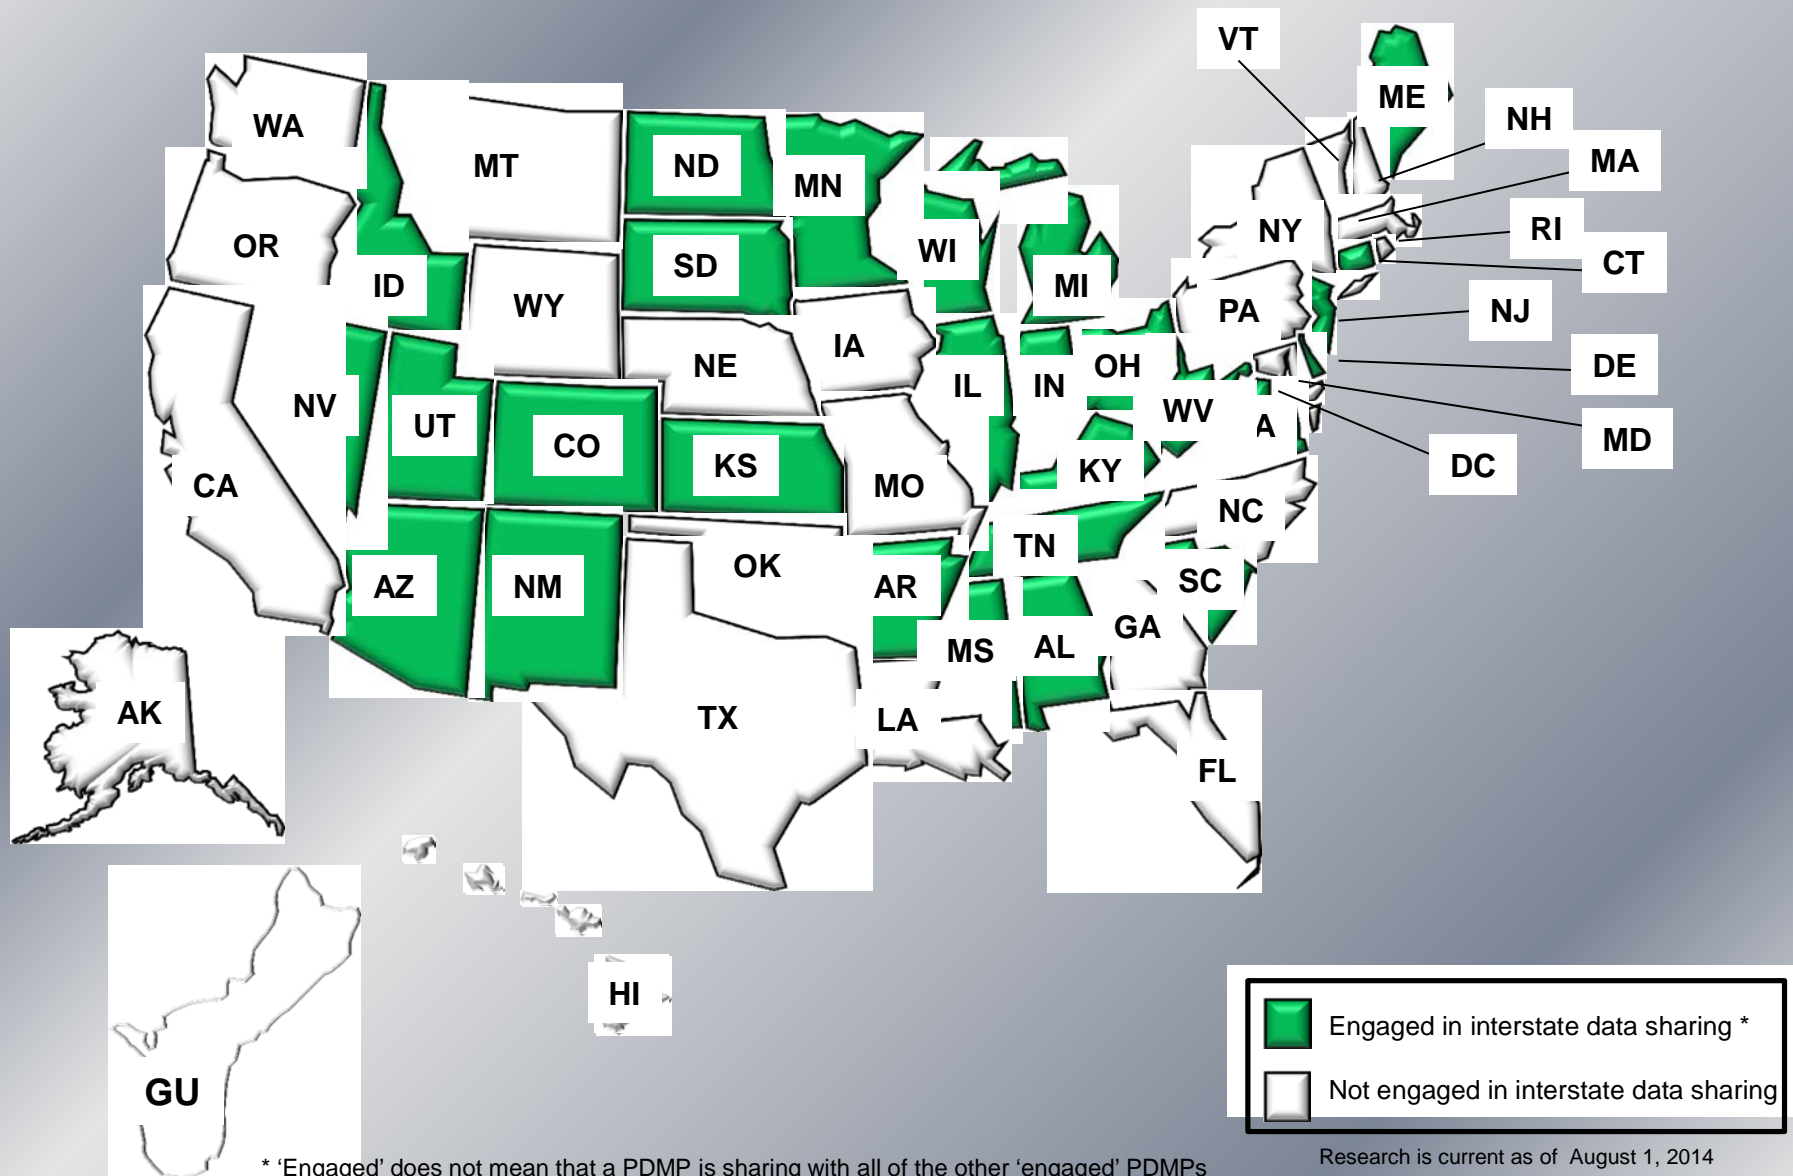 VT
ME
NH
WA
MA
MT
ND
MN
RI
NY
OR
WI
CT
SD
ID
MI
WY
PA
NJ
IA
NE
OH
DE
IL
IN
NV
WV
UT
A
CO
MD
KS
KY
DC
CA
MO
NC
TN
OK
SC
AZ
NM
AR
GA
MS
AL
AK
TX
LA
FL
HI
GU
Engaged in interstate data sharing *
Not engaged in interstate data sharing
* ‘Engaged’ does not mean that a PDMP is sharing with all of the other ‘engaged’ PDMPs
Research is current as of August 1, 2014